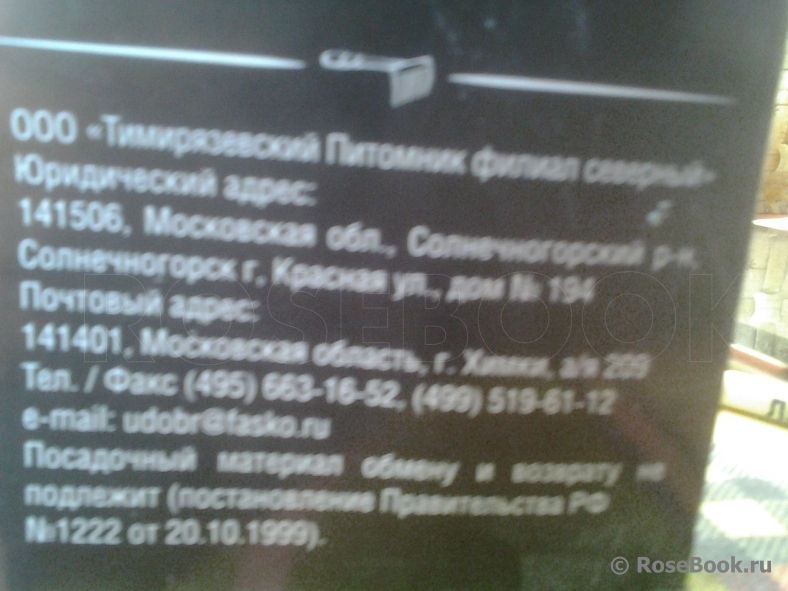 ООО «Тимирязевский Питомник филиал северный»
Юридический адрес:
141506, Московская обл., Солнечногорский р-н,
Солнечногорск г, Красная ул., дом № 194
Почтовый адрес:
141401, Московская область, г. Химки, а/я 209
Тел. / Факс (495) 663-16-52, (499) 519-61-12
e-mail: udobr@fasko.ru
Посадочный материал обмену и возврату не
подлежит (постановление Правительства РФ
№1222 от 20.10.1999).
ROSEBOOK
© RoseBook.ru